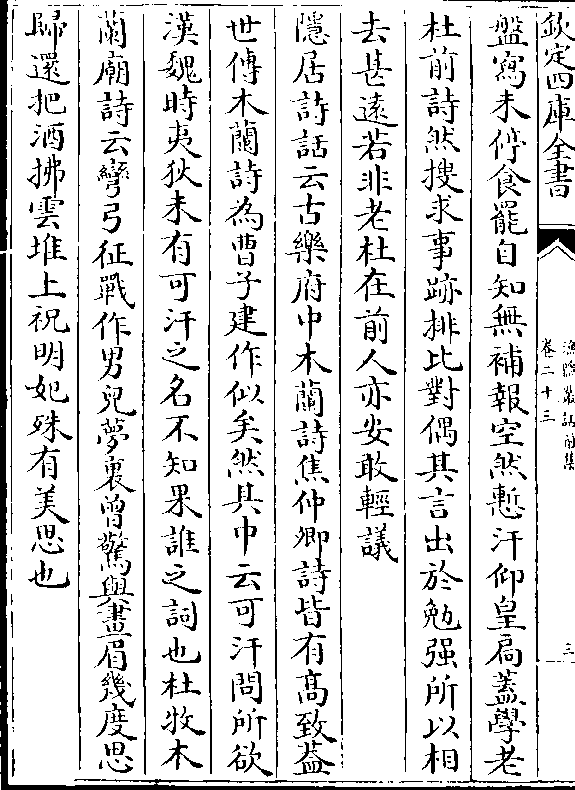 欽定四庫全書
漁隱叢話前集
卷二十三
三
盤寫未停食罷自知無補報空然慙汗仰皇扃蓋學老
杜前詩然搜求事跡排比對偶其言出於勉强所以相
去甚遠若非老杜在前人亦安敢輕議
隱居詩話云古樂府中木蘭詩焦仲卿詩皆有高致葢
世傳木蘭詩為曹子建作似矣然其中云可汗問所欲
漢魏時夷狄未有可汗之名不知果誰之詞也杜牧木
蘭廟詩云彎弓征戰作男兒夢裏曾驚與畫眉幾度思
歸還把酒拂雲堆上祝明妃殊有美思也